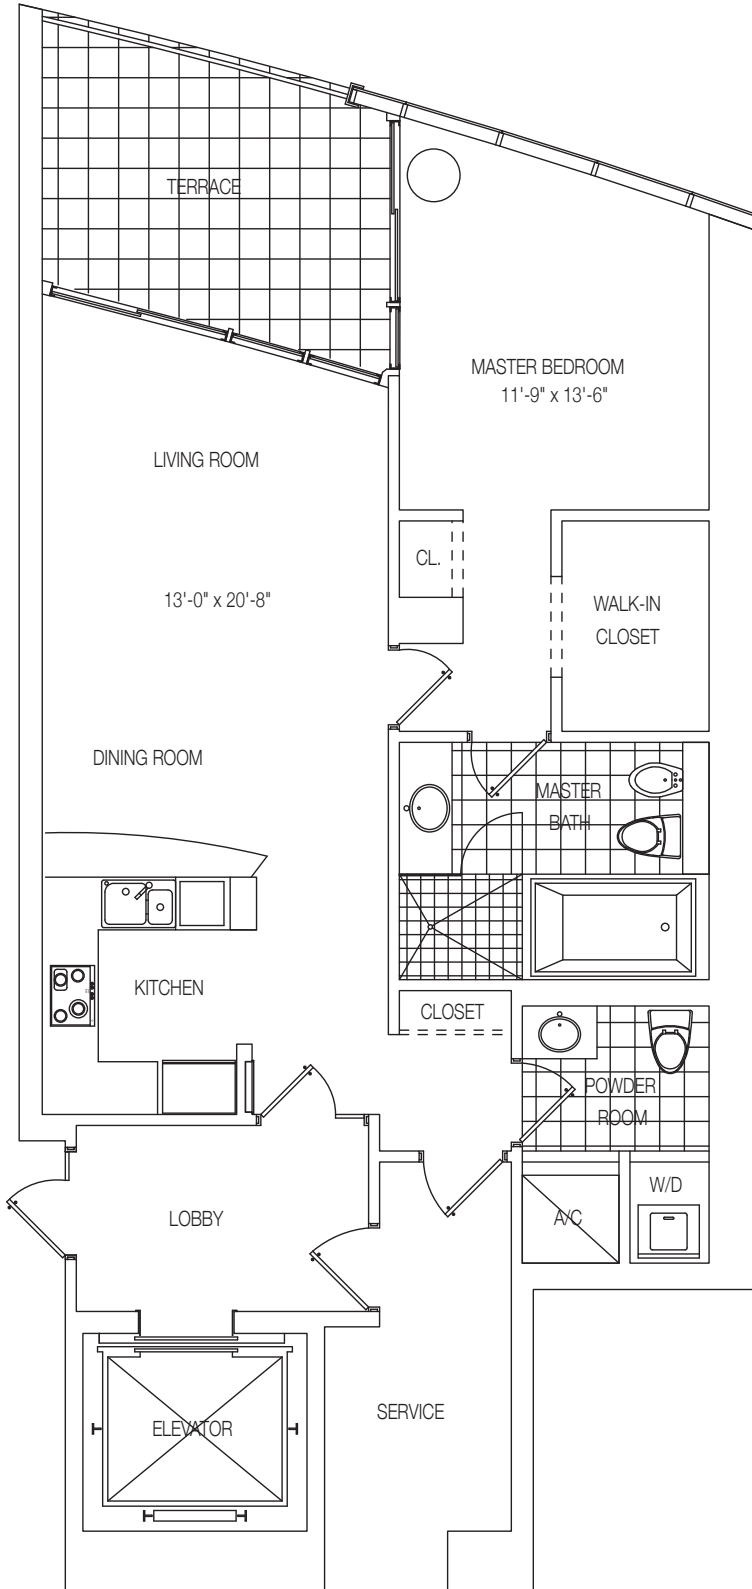 TERRACE
MASTER BEDROOM
11'-9" x 13'-6"
LIVING ROOM
CL.
13'-0" x 20'-8"
WALK-IN
CLOSET
DINING ROOM
MASTER
BATH
KITCHEN
CLOSET
POWDER
ROOM
W/D
LOBBY
A/C
SERVICE
ELEVATOR